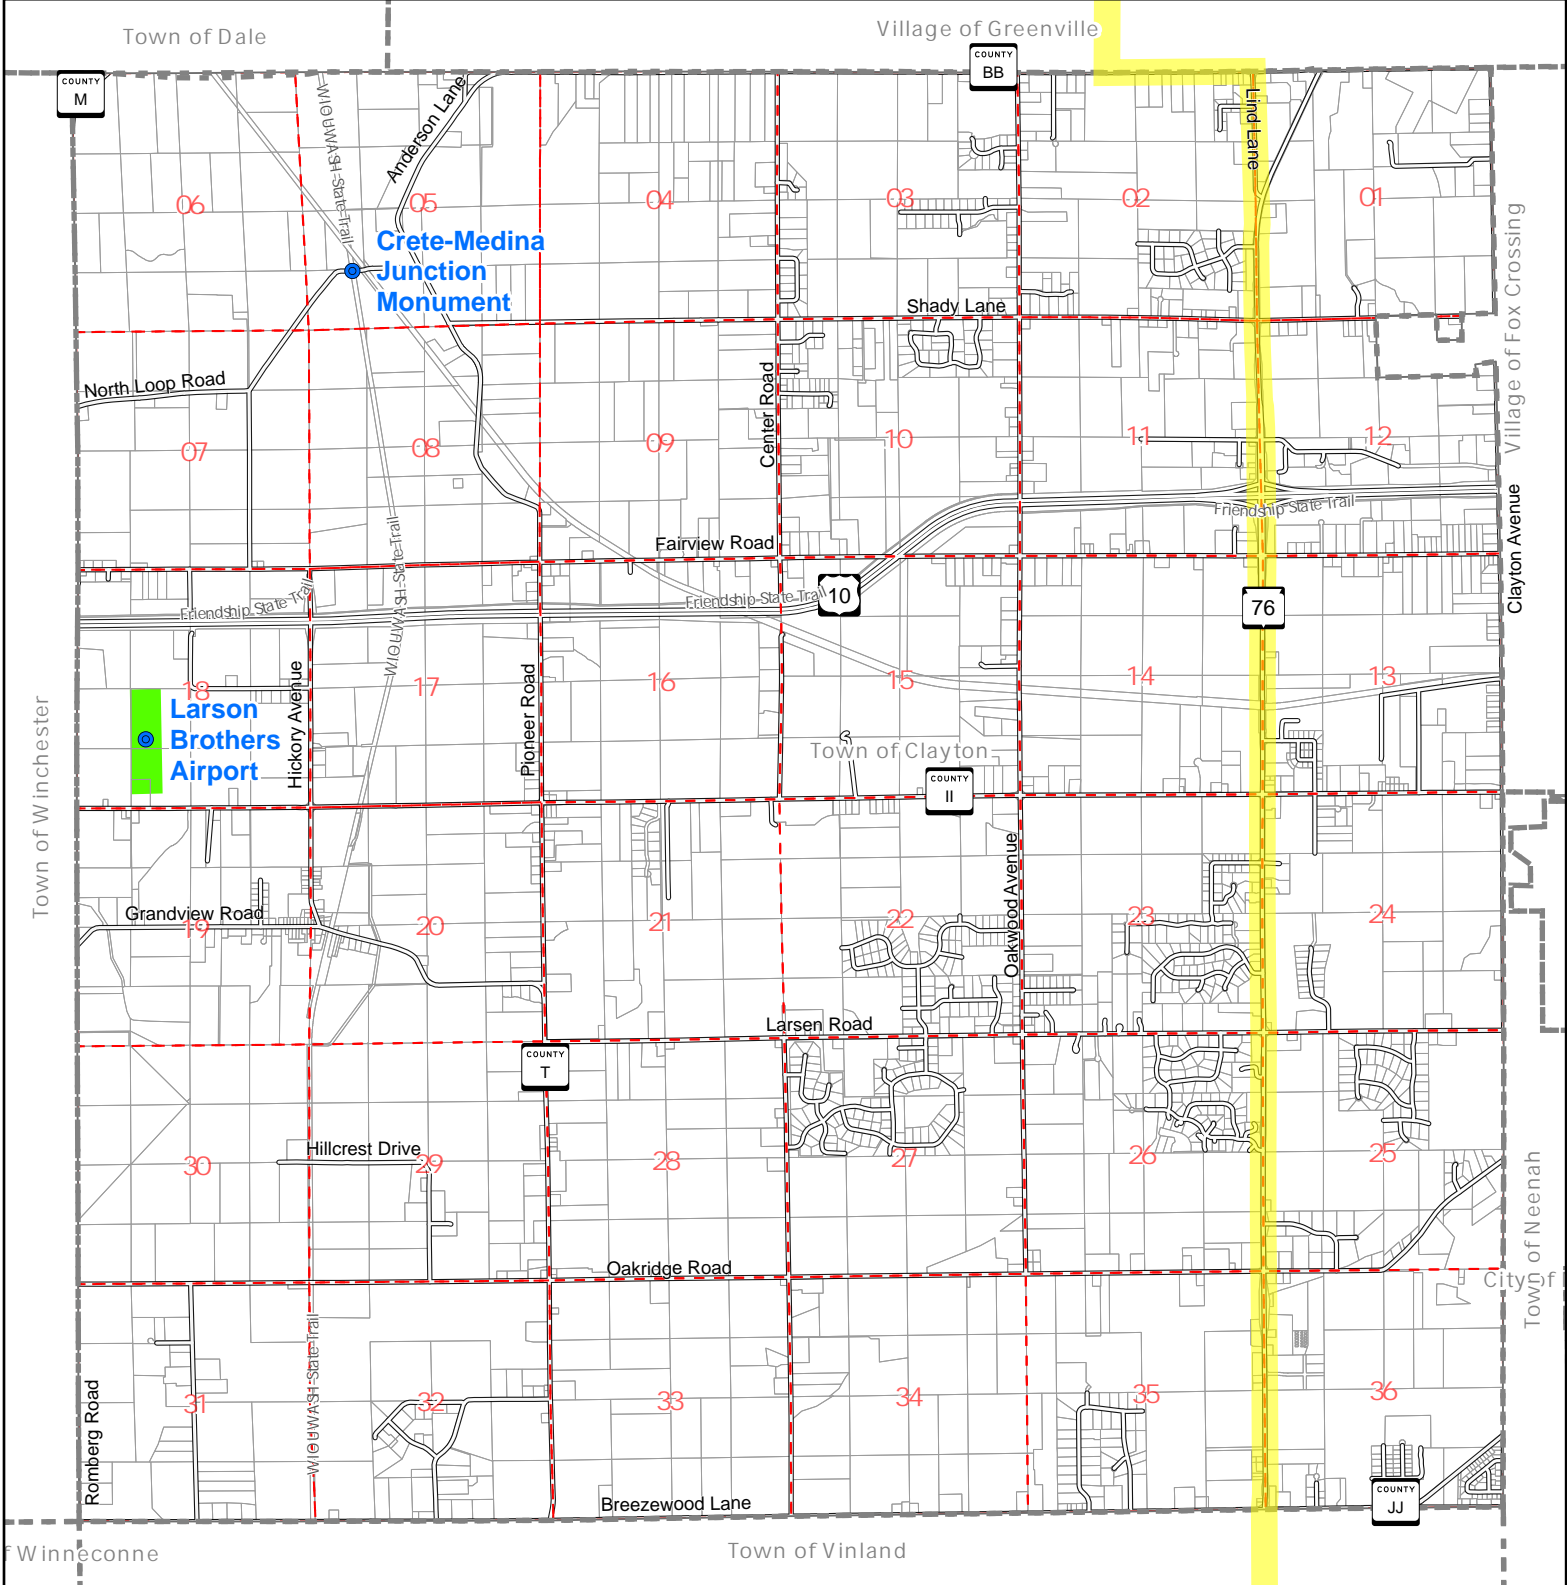 Town of Dale
Village of Greenville
COUNTY
M
COUNTY
BB
WIOUWASH State Trail
Anderson Lane
Lind Lane
06
05
04
03
02
01
Crete-Medina
Junction
Monument
Shady Lane
Village of Fox Crossing
North Loop Road
Center Road
07
08
09
10
11
12
Friendship State Trail
Clayton Avenue
WIOUWASH State Trail
Fairview Road
Friendship State Trail
Friendship State Trail
10
76
Hickory Avenue
Pioneer Road
18
17
16
15
14
13
Town of Winchester
Larson
Brothers
Airport
Town of Clayton
COUNTY
II
Oakwood Avenue
Grandview Road
19
20
21
22
23
24
Larsen Road
COUNTY
T
Hillcrest Drive
30
29
28
27
26
25
Town of Neenah
Oakridge Road
City of
WIOUWASH State Trail
Romberg Road
31
32
33
34
35
36
Breezewood Lane
COUNTY
JJ
f Winneconne
Town of Vinland